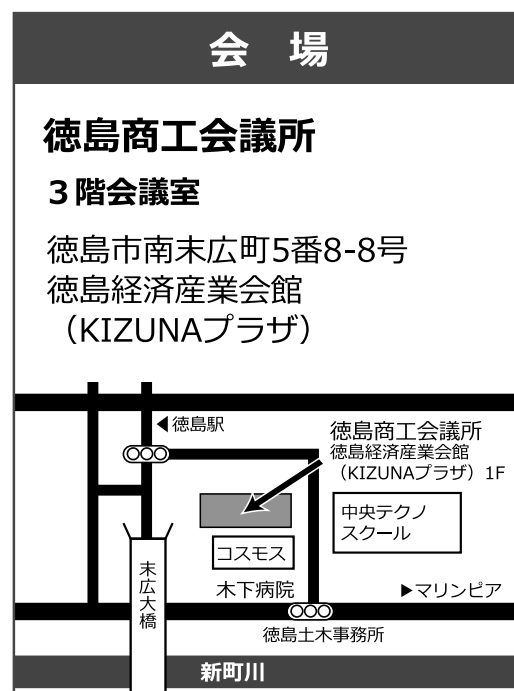 会場
徳島商工会議所
3階会議室
徳島市南末広町5番8-8号
徳島経済産業会館
（KIZUNAプラザ）
◀徳島駅
徳島商工会議所
徳島経済産業会館
（KIZUNAプラザ）1F
中央テクノ
スクール
コスモス
末広大橋
木下病院
▶マリンピア
徳島土木事務所
新町川